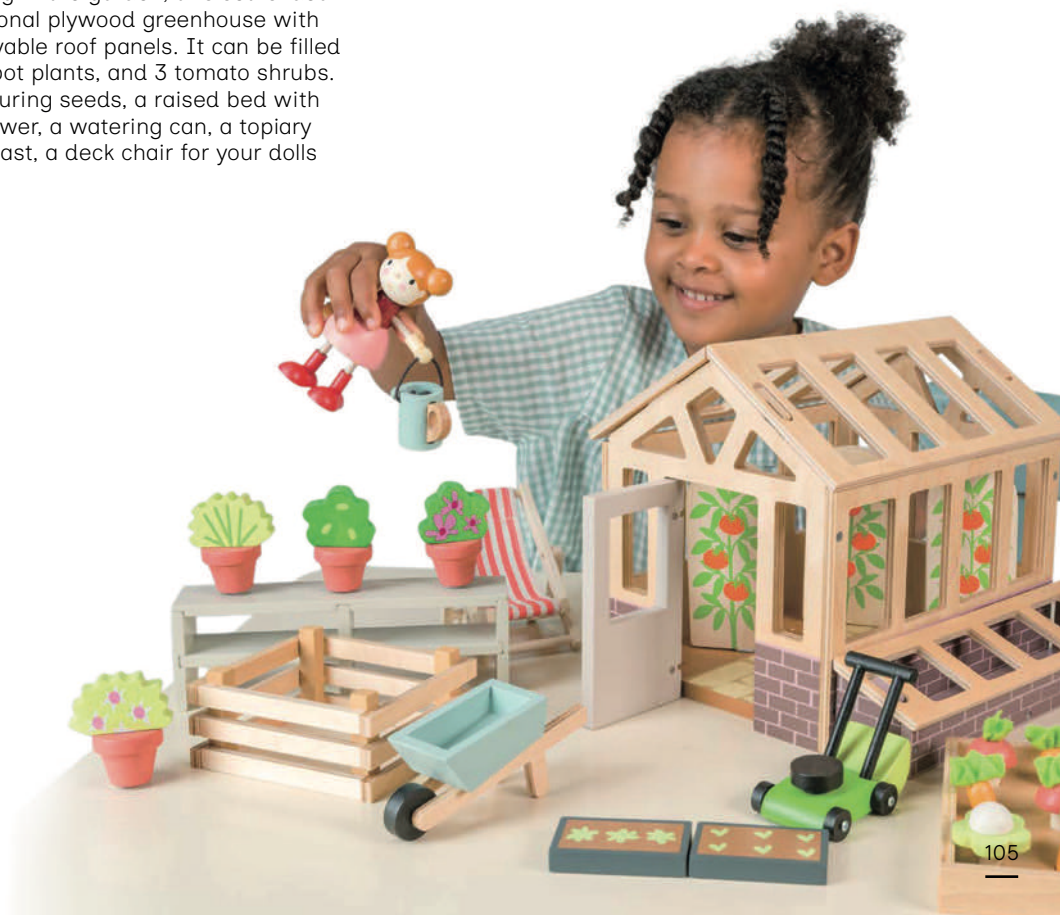 onal plywood greenhouse with
vable roof panels. It can be filled
oot plants, and 3 tomato shrubs.
uring seeds, a raised bed with
wer, a watering can, a topiary
ast, a deck chair for your dolls
105